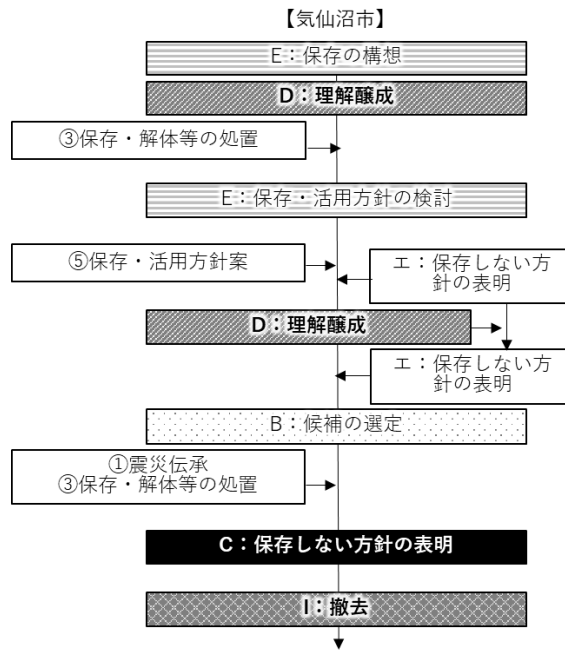 【気仙沼市】
E：保存の構想
D：理解醸成
③保存・解体等の処置
E：保存・活用方針の検討
⑤保存・活用方針案
エ：保存しない方
針の表明
D：理解醸成
エ：保存しない方
針の表明
B：候補の選定
①震災伝承
③保存・解体等の処置
C：保存しない方針の表明
I：撤去